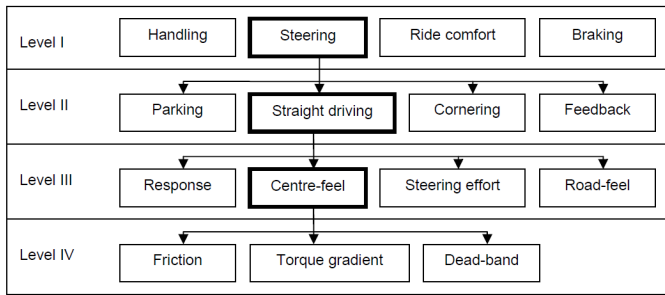 Level I
Handling
Steering
Ride comfort
Braking
Level II
Parking
Straight driving
Cornering
Feedback
Level III
Response
Centre-feel
Steering effort
Road-feel
Level IV
Friction
Torque gradient
Dead-band